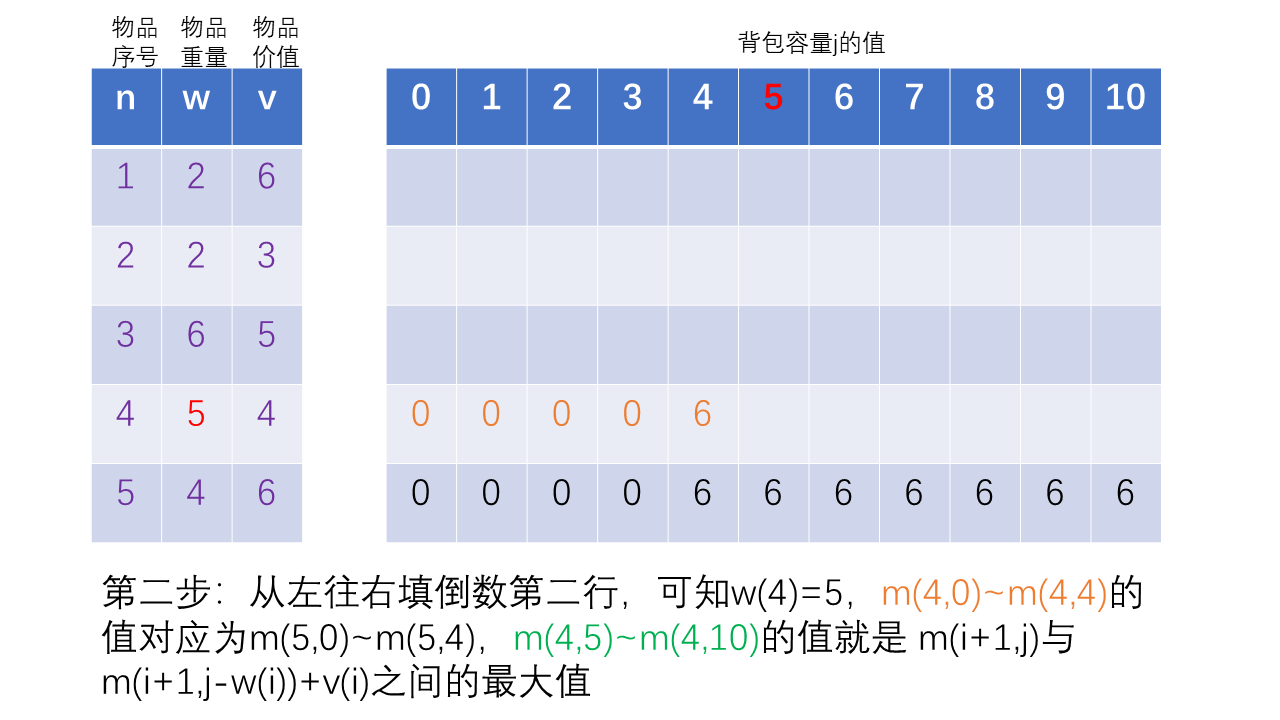 物品 物品 物品
序号 重量 价值
背包容量j的值
n w v 0 1 2 3 4 5 6 7 8 9 10
1 2 6
2 2 3
3 6 5
4 5 4 0 0 0 0 6
5 4 6 0 0 0 0 6 6 6 6 6 6 6
第二步：从左往右填倒数第二行，可知w(4)=5，m(4,0)~m(4,4)的
值对应为m(5,0)~m(5,4)，m(4,5)~m(4,10)的值就是 m(i+1,j)与
m(i+1,j-w(i))+v(i)之间的最大值